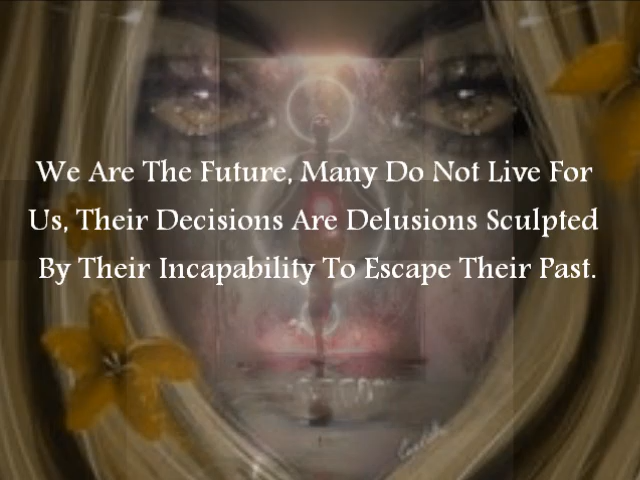 We Are The Future, Many Do Not Live For
Us, Their Decisions Are Delusions Sculpted
By Their Incapability To Escape Their Past.